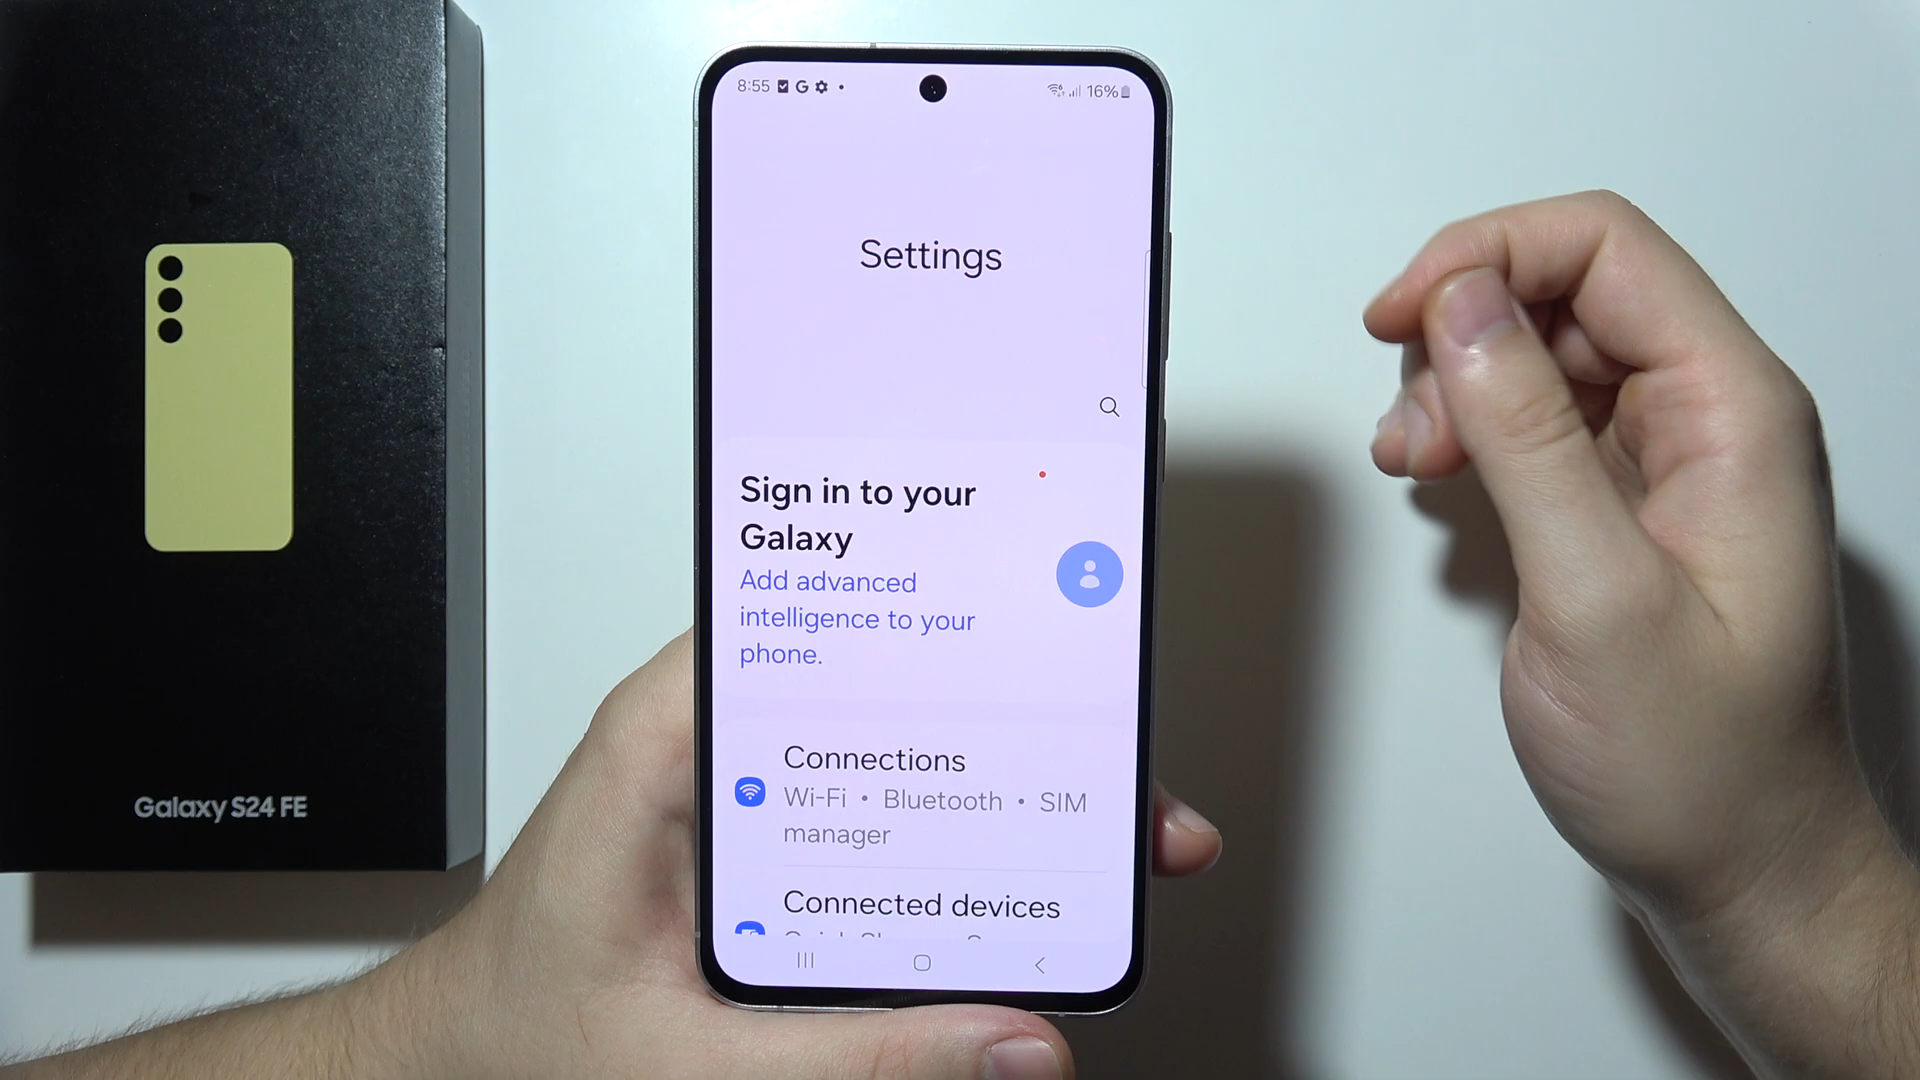 8:55
16%
Settings
Sign in to your
Galaxy
Add advanced
intelligence to your
phone.
Connections
Wi-Fi • Bluetooth • SIM
manager
Connected devices
Galaxy S24 FE